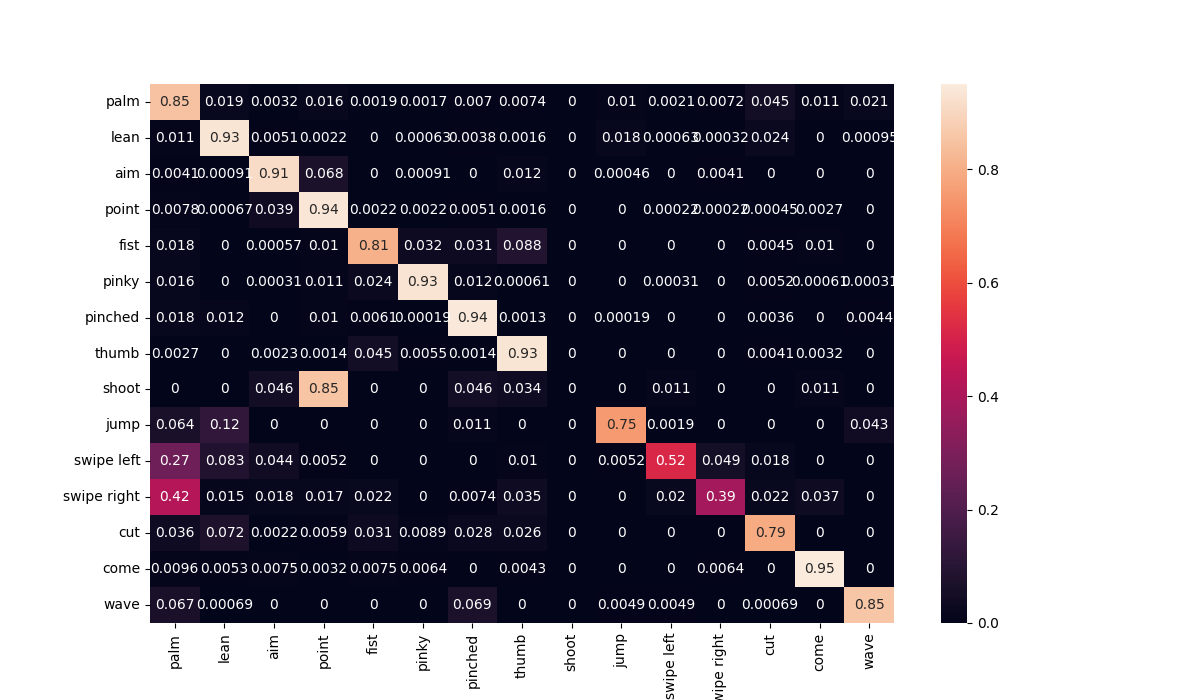 palm 0.85 0.019 0.0032 0.016 0.0019 0.0017 0.007 0.0074 0 0.01 0.0021 0.0072 0.045 0.011 0.021
lean 0.011 0.93 0.0051 0.0022 0 0.00063 0.0038 0.0016 0 0.018 0.00063 0.00032 0.024 0 0.00095
aim 0.0041 0.00091 0.91 0.068 0 0.00091 0 0.012 0 0.00046 0 0.0041 0 0 0
0.8
point 0.0078 0.00067 0.039 0.94 0.0022 0.0022 0.0051 0.0016 0 0 0.00022 0.00022 0.00045 0.0027 0
fist 0.018 0 0.00057 0.01 0.81 0.032 0.031 0.088 0 0 0 0 0.0045 0.01 0
pinky 0.016 0 0.00031 0.011 0.024 0.93 0.012 0.00061 0 0 0.00031 0 0.0052 0.00061 0.00031
0.6
pinched 0.018 0.012 0 0.01 0.0061 0.00019 0.94 0.0013 0 0.00019 0 0 0.0036 0 0.0044
thumb 0.0027 0 0.0023 0.0014 0.045 0.0055 0.0014 0.93 0 0 0 0 0.0041 0.0032 0
shoot 0 0 0.046 0.85 0 0 0.046 0.034 0 0 0.011 0 0 0.011 0
0.4
jump 0.064 0.12 0 0 0 0 0.011 0 0 0.75 0.0019 0 0 0 0.043
swipe left 0.27 0.083 0.044 0.0052 0 0 0 0.01 0 0.0052 0.52 0.049 0.018 0 0
swipe right 0.42 0.015 0.018 0.017 0.022 0 0.0074 0.035 0 0 0.02 0.39 0.022 0.037 0
0.2
cut 0.036 0.072 0.0022 0.0059 0.031 0.0089 0.028 0.026 0 0 0 0 0.79 0 0
come 0.0096 0.0053 0.0075 0.0032 0.0075 0.0064 0 0.0043 0 0 0 0.0064 0 0.95 0
wave 0.067 0.00069 0 0 0 0 0.069 0 0 0.0049 0.0049 0 0.00069 0 0.85
0.0
palm lean aim point fist pinky pinched thumb shoot jump swipe left wipe right cut come wave